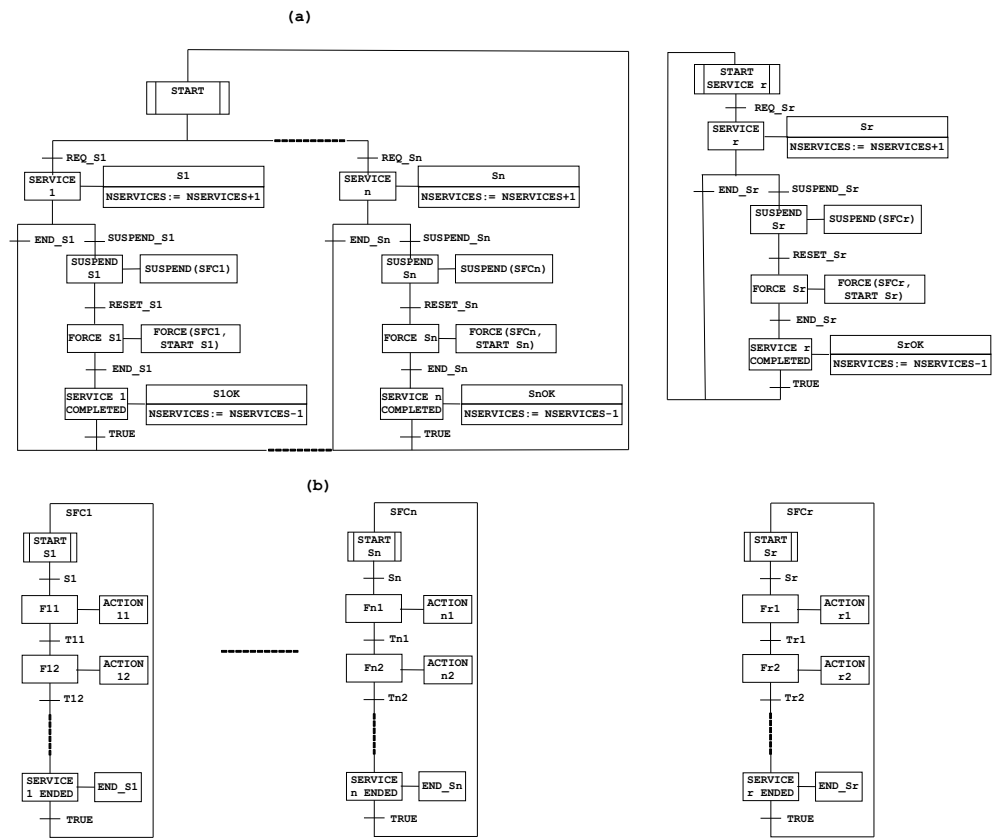 (a)
START
REQ_S1
SERVICE
1
S1
NSERVICES:= NSERVICES+1
END_S1
SUSPEND_S1
SUSPEND
S1
SUSPEND(SFC1)
RESET_S1
FORCE S1
FORCE(SFC1,
START S1)
END_S1
SERVICE 1
COMPLETED
S1OK
NSERVICES:= NSERVICES-1
TRUE
REQ_Sn
SERVICE
n
Sn
NSERVICES:= NSERVICES+1
END_Sn
SUSPEND_Sn
SUSPEND
Sn
SUSPEND(SFCn)
RESET_Sn
FORCE Sn
FORCE(SFCn,
START Sn)
END_Sn
SERVICE n
COMPLETED
SnOK
NSERVICES:= NSERVICES-1
TRUE
START
SERVICE r
REQ_Sr
SERVICE
r
Sr
NSERVICES:= NSERVICES+1
END_Sr
SUSPEND_Sr
SUSPEND
Sr
SUSPEND(SFCr)
RESET_Sr
FORCE Sr
FORCE(SFCr,
START Sr)
END_Sr
SERVICE r
COMPLETED
SrOK
NSERVICES:= NSERVICES-1
TRUE
(b)
SFC1
START
S1
S1
F11
ACTION
11
T11
F12
ACTION
12
T12
SERVICE
1 ENDED
END_S1
TRUE
SFCn
START
Sn
Sn
Fn1
ACTION
n1
Tn1
Fn2
ACTION
n2
Tn2
SERVICE
n ENDED
END_Sn
TRUE
SFCr
START
Sr
Sr
Fr1
ACTION
r1
Tr1
Fr2
ACTION
r2
Tr2
SERVICE
r ENDED
END_Sr
TRUE